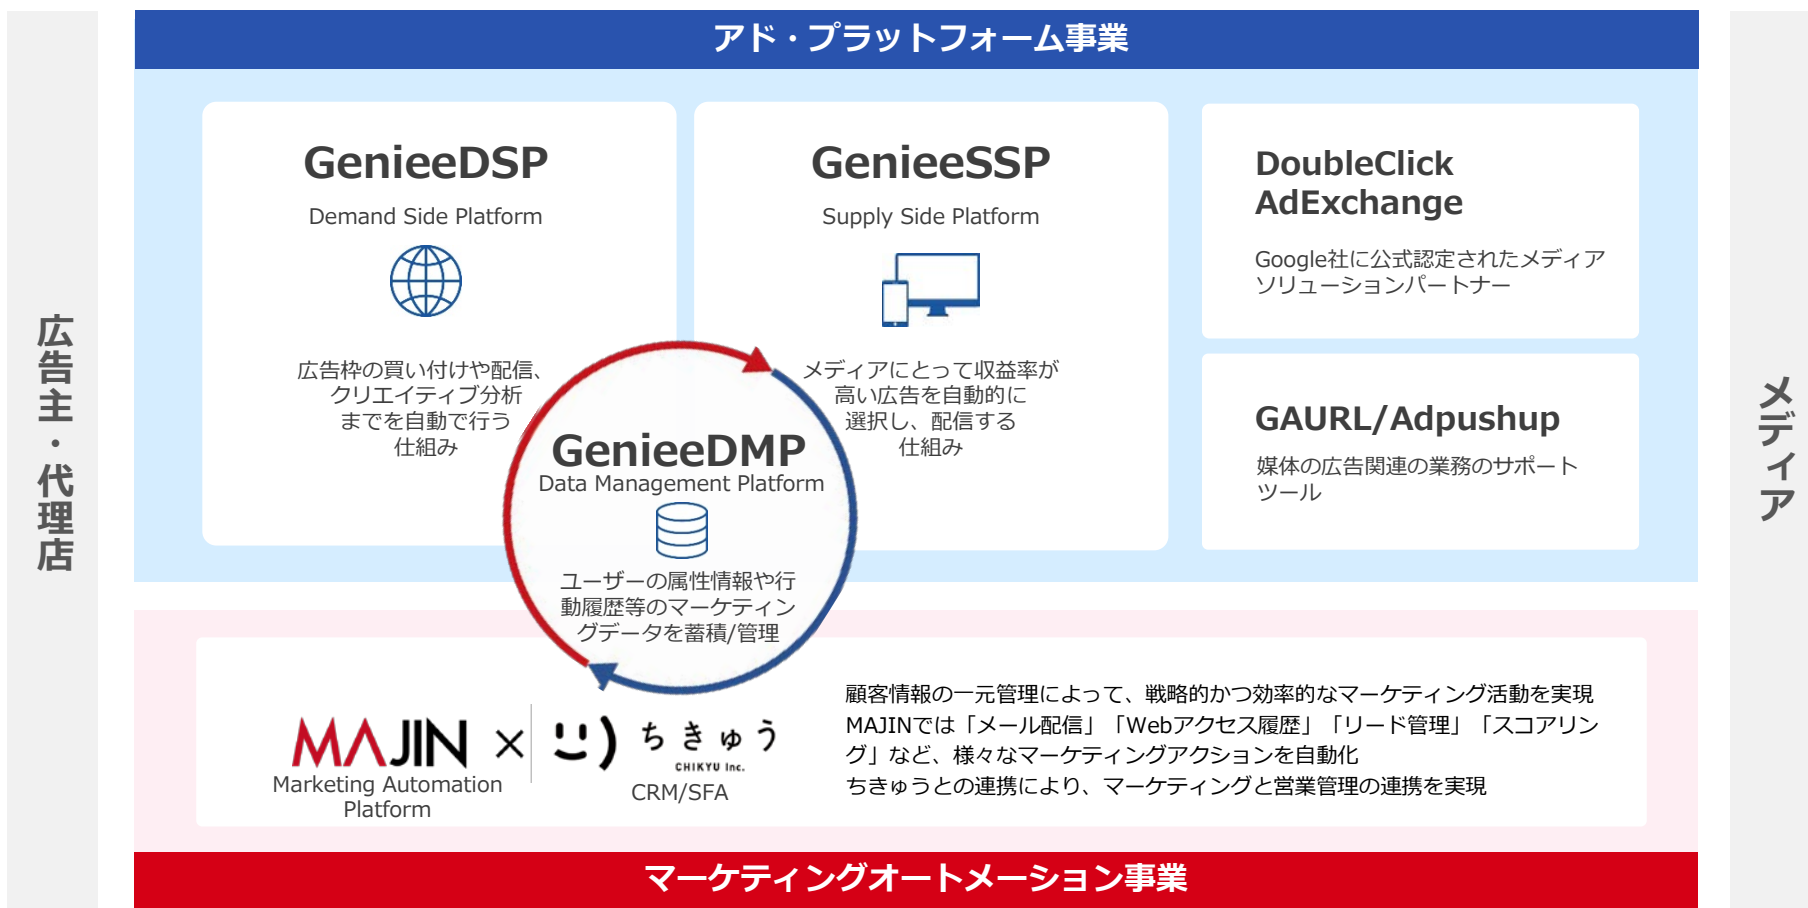 アド・プラットフォーム事業
広告主・代理店
GenieeDSP
Demand Side Platform
広告枠の買い付けや配信、
クリエイティブ分析
までを自動で行う
仕組み
GenieeSSP
Supply Side Platform
メディアにとって収益率が
高い広告を自動的に
選択し、配信する
仕組み
DoubleClick
AdExchange
Google社に公式認定されたメディア
ソリューションパートナー
GAURL/Adpushup
媒体の広告関連の業務のサポート
ツール
メディア
GenieeDMP
Data Management Platform
ユーザーの属性情報や行
動履歴等のマーケティン
グデータを蓄積/管理
MAJIN × ちきゅう
CHIKYU Inc.
Marketing Automation
Platform
CRM/SFA
顧客情報の一元管理によって、戦略的かつ効率的なマーケティング活動を実現
MAJINでは「メール配信」「Webアクセス履歴」「リード管理」「スコアリン
グ」など、様々なマーケティングアクションを自動化
ちきゅうとの連携により、マーケティングと営業管理の連携を実現
マーケティングオートメーション事業